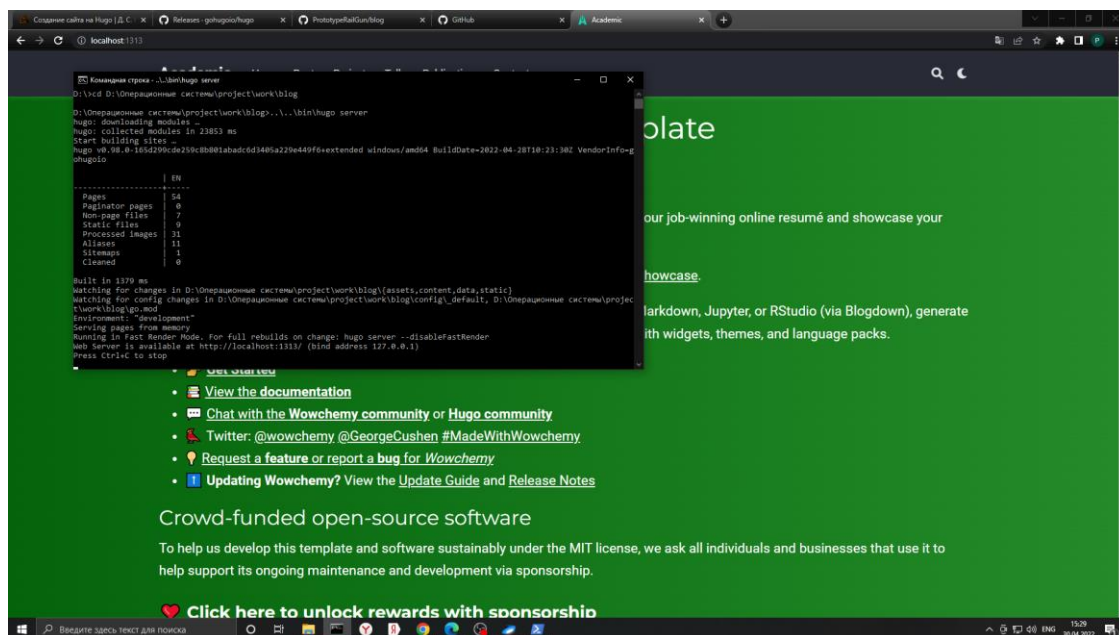 Создание сайта на Hugo | Д. С. К
Releases · gohugoio/hugo
PrototypeRailGun/blog
GitHub
Academic
localhost:1313
Командная строка - ..\..\bin\hugo server
D:\>cd D:\Операционные системы\project\work\blog
D:\Операционные системы\project\work\blog>..\..\bin\hugo server
hugo: downloading modules …
hugo: collected modules in 23853 ms
Start building sites …
hugo v0.98.0-165d299cde259c8b801abadc6d3405a229e449f6+extended windows/amd64 BuildDate=2022-04-28T10:23:30Z VendorInfo=g
ohugoio
| EN
-------------------+-----
Pages | 54
Paginator pages | 0
Non-page files | 7
Static files | 9
Processed images | 31
Aliases | 11
Sitemaps | 1
Cleaned | 0
Built in 1379 ms
Watching for changes in D:\Операционные системы\project\work\blog\{assets,content,data,static}
Watching for config changes in D:\Операционные системы\project\work\blog\config\_default, D:\Операционные системы\projec
t\work\blog\go.mod
Environment: "development"
Serving pages from memory
Running in Fast Render Mode. For full rebuilds on change: hugo server --disableFastRender
Web Server is available at http://localhost:1313/ (bind address 127.0.0.1)
Press Ctrl+C to stop
plate
our job-winning online resumé and showcase your
howcase.
larkdown, Jupyter, or RStudio (via Blogdown), generate
ith widgets, themes, and language packs.
Get Started
View the documentation
Chat with the Wowchemy community or Hugo community
Twitter: @wowchemy @GeorgeCushen #MadeWithWowchemy
Request a feature or report a bug for Wowchemy
Updating Wowchemy? View the Update Guide and Release Notes
Crowd-funded open-source software
To help us develop this template and software sustainably under the MIT license, we ask all individuals and businesses that use it to
help support its ongoing maintenance and development via sponsorship.
Click here to unlock rewards with sponsorship
Введите здесь текст для поиска
ENG
15:29
30.04.2022